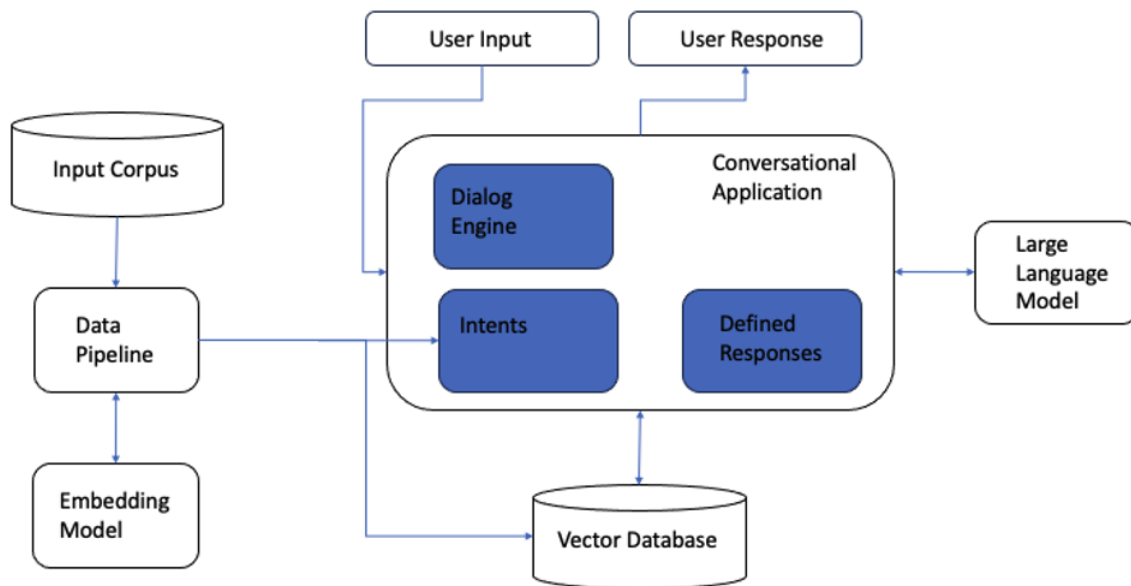 User Input
User Response
Input Corpus
Conversational
Application
Dialog
Engine
Large
Language
Model
Data
Pipeline
Intents
Defined
Responses
Embedding
Model
Vector Database